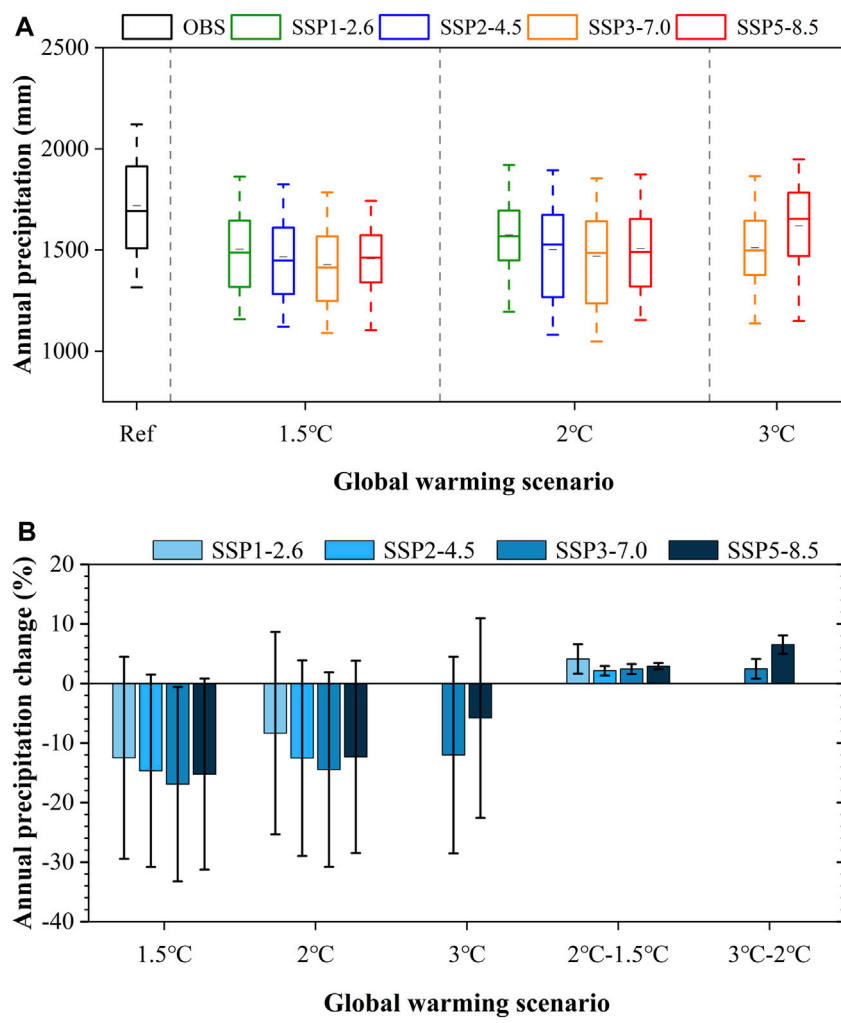 A
OBS SSP1-2.6 SSP2-4.5 SSP3-7.0 SSP5-8.5
Annual precipitation (mm)
2500
2000
1500
1000
Ref 1.5℃ 2℃ 3℃
Global warming scenario
B
SSP1-2.6 SSP2-4.5 SSP3-7.0 SSP5-8.5
Annual precipitation change (%)
20
10
0
-10
-20
-30
-40
1.5℃ 2℃ 3℃ 2℃-1.5℃ 3℃-2℃
Global warming scenario